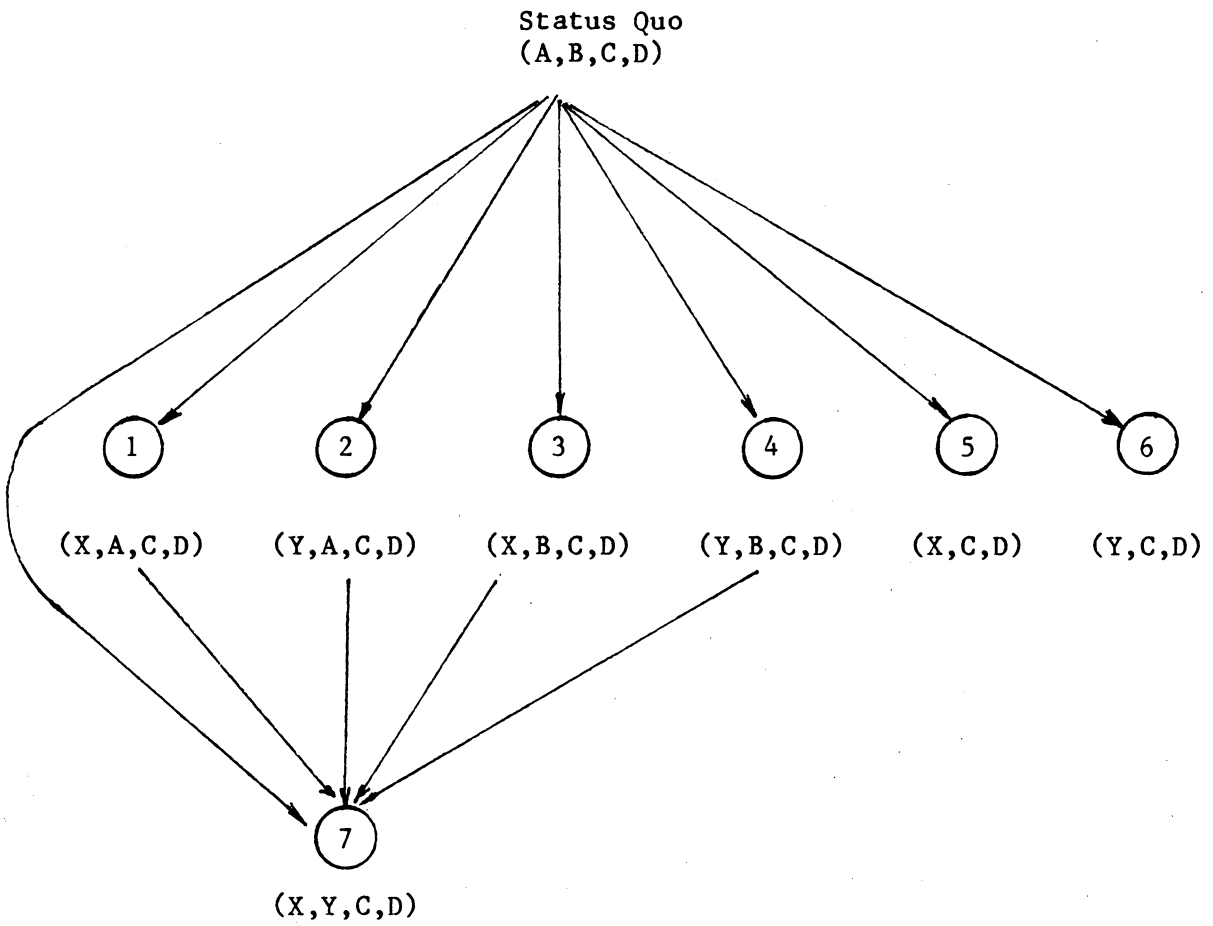 Status Quo
(A,B,C,D)
1 2 3 4 5 6
(X,A,C,D) (Y,A,C,D) (X,B,C,D) (Y,B,C,D) (X,C,D) (Y,C,D)
7
(X,Y,C,D)